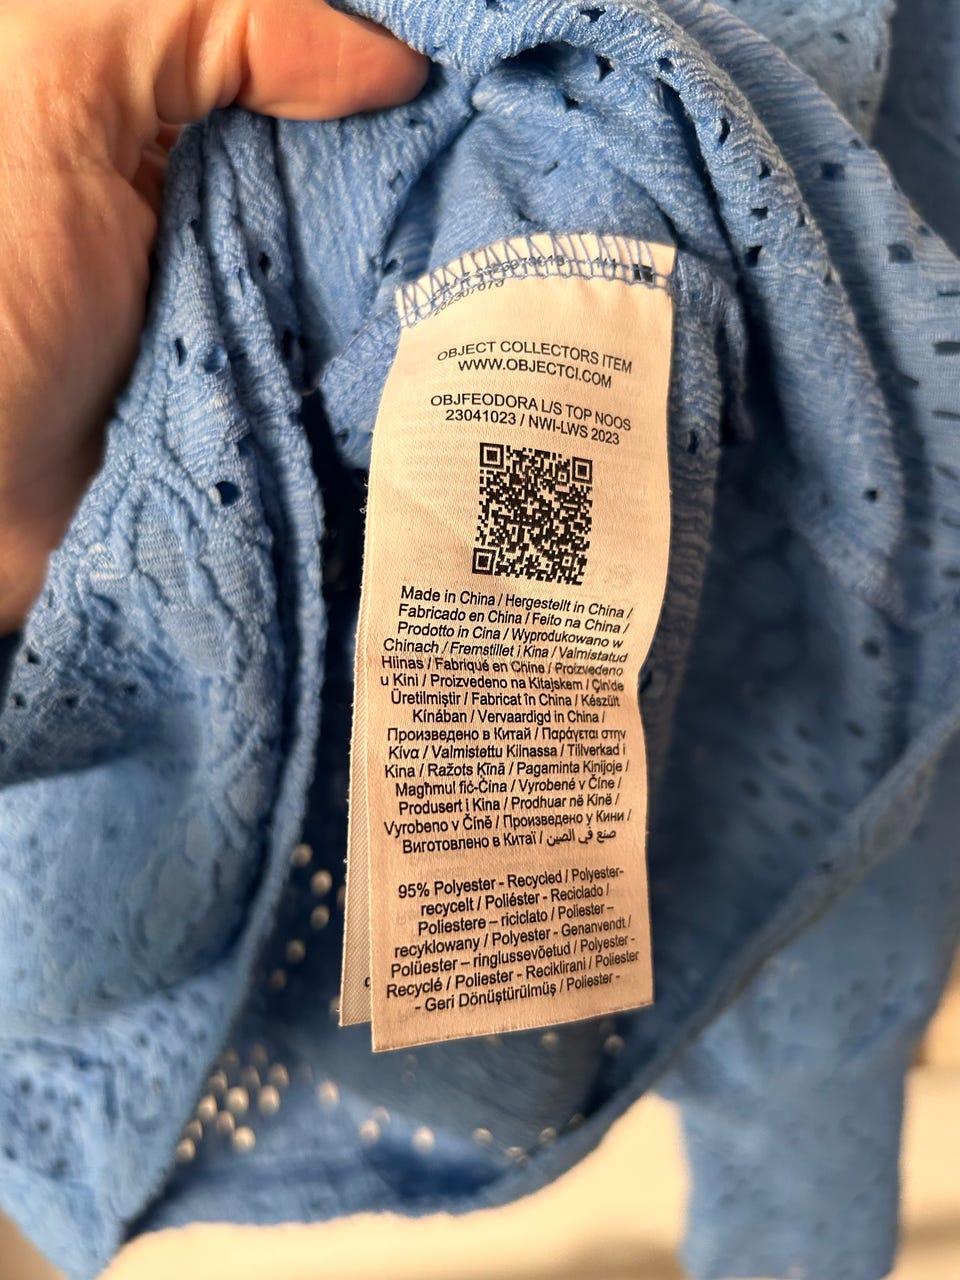 OBJECT COLLECTORS ITEM
WWW.OBJECTCI.COM
OBJFEODORA L/S TOP NOOS
23041023 / NWI-LWS 2023
Made in China / Hergestellt in China /
Fabricado en China / Feito na China /
Prodotto in Cina / Wyprodukowano w
Chinach / Fremstillet i Kina / Valmistatud
Hiinas / Fabriqué en Chine / Proizvedeno
u Kini / Proizvedeno na Kitajskem / Çin'de
Üretilmiştir / Fabricat în China / Készült
Kínában / Vervaardigd in China /
Произведено в Китай / Παράγεται στην
Κίνα / Valmistettu Kiinassa / Tillverkad i
Kina / Ražots Ķīnā / Pagaminta Kinijoje /
Magħmul fiċ-Ċina / Vyrobené v Číne /
Produsert i Kina / Prodhuar në Kinë /
Vyrobeno v Číně / Произведено у Кини /
Виготовлено в Китаї / صنع في الصين
95% Polyester - Recycled / Polyester-
recycelt / Poliéster - Reciclado /
Poliestere – riciclato / Poliester –
recyklowany / Polyester - Genanvendt /
Polüester – ringlussevõetud / Polyester -
Recyclé / Poliester - Reciklirani / Poliester
- Geri Dönüştürülmüş / Poliester -